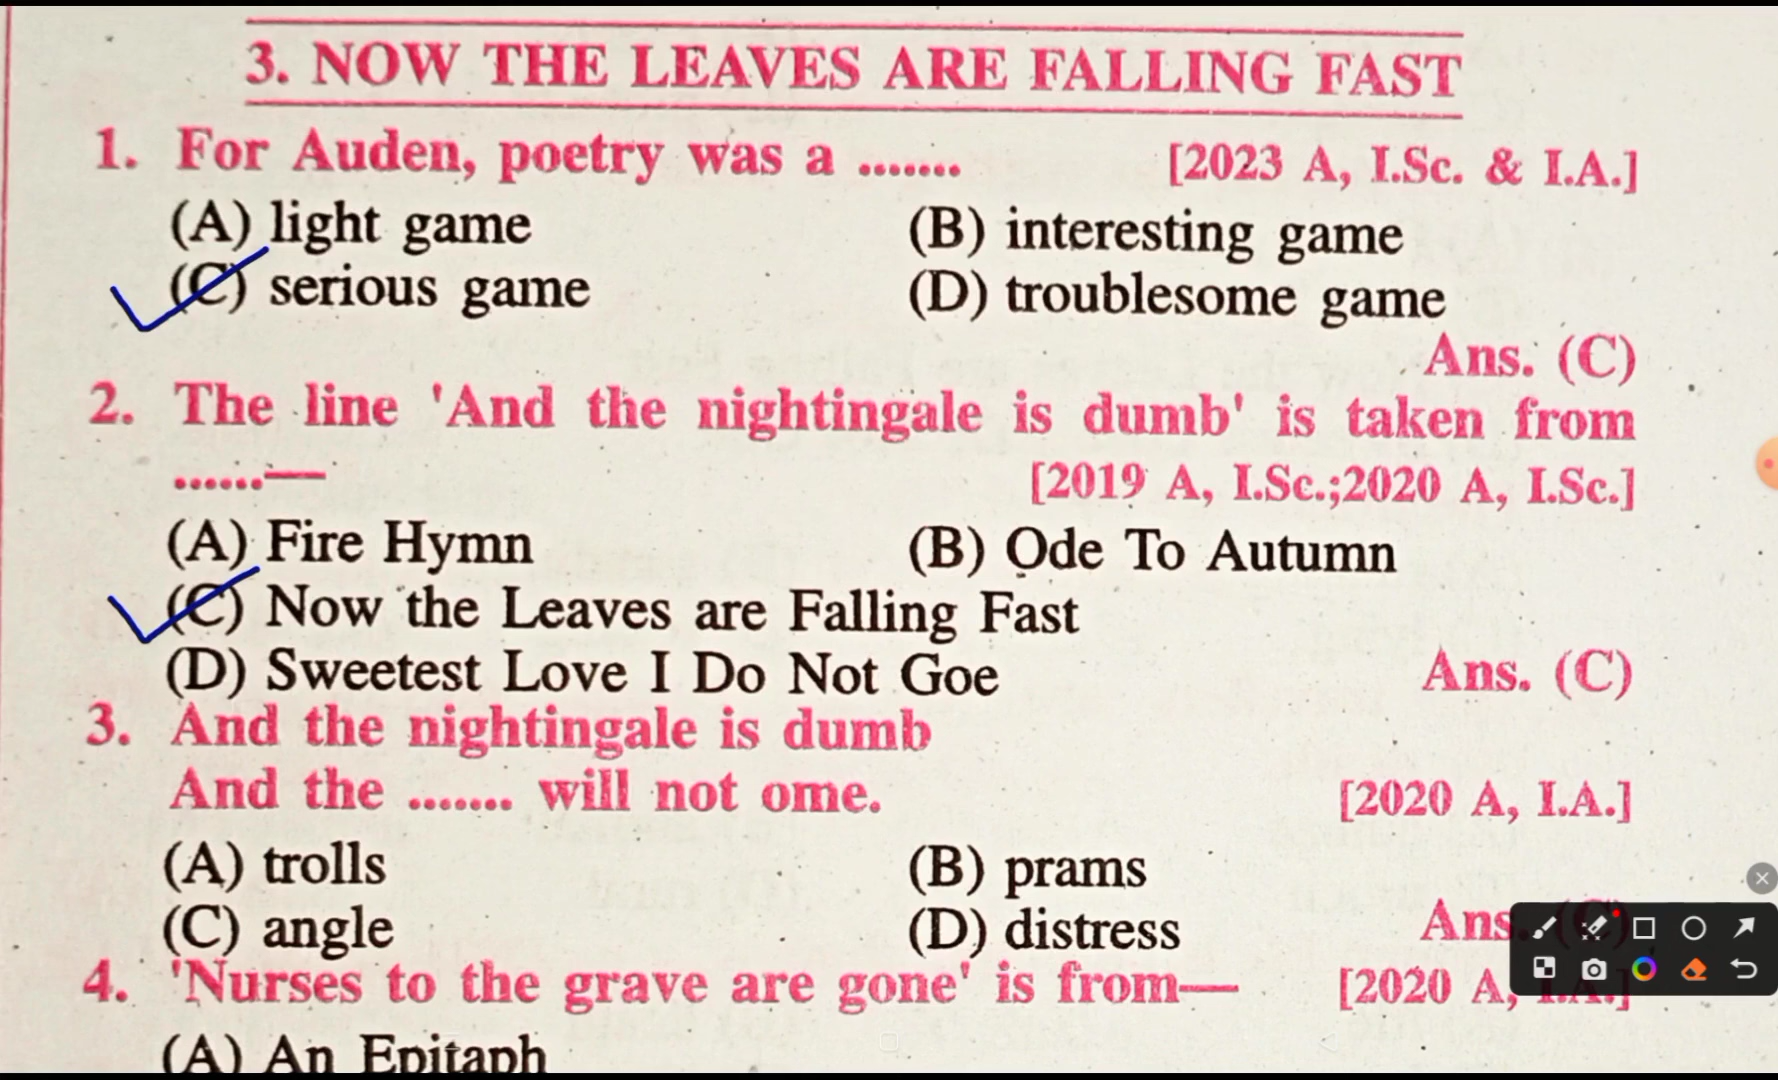 3. NOW THE LEAVES ARE FALLING FAST
1. For Auden, poetry was a ....... [2023 A, I.Sc. & I.A.]
(A) light game (B) interesting game
(C) serious game (D) troublesome game
Ans. (C)
2. The line 'And the nightingale is dumb' is taken from
......— [2019 A, I.Sc.;2020 A, I.Sc.]
(A) Fire Hymn (B) Ode To Autumn
(C) Now the Leaves are Falling Fast
(D) Sweetest Love I Do Not Goe Ans. (C)
3. And the nightingale is dumb
And the ....... will not ome. [2020 A, I.A.]
(A) trolls (B) prams
(C) angle (D) distress Ans. (C)
4. 'Nurses to the grave are gone' is from— [2020 A, I.A.]
(A) An Epitaph